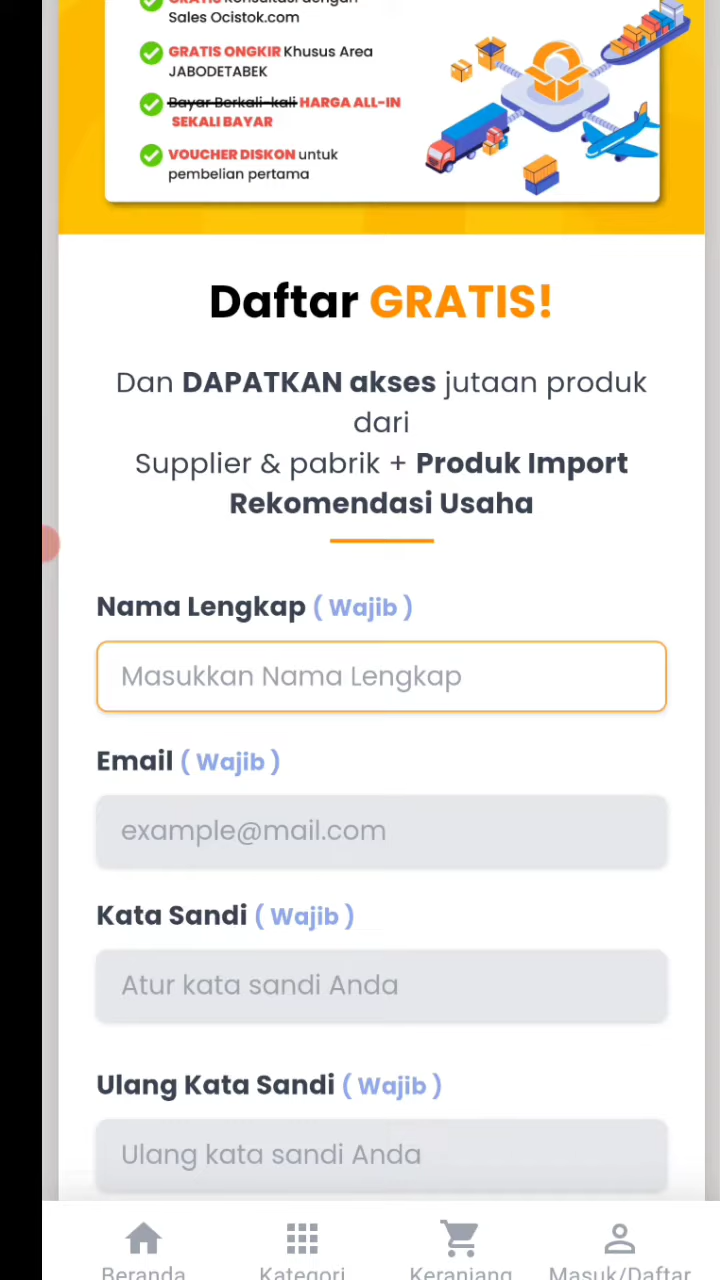 Sales Ocistok.com
GRATIS ONGKIR Khusus Area
JABODETABEK
Bayar Berkali-kali HARGA ALL-IN
SEKALI BAYAR
VOUCHER DISKON untuk
pembelian pertama
Daftar GRATIS!
Dan DAPATKAN akses jutaan produk
dari
Supplier & pabrik + Produk Import
Rekomendasi Usaha
Nama Lengkap ( Wajib )
Masukkan Nama Lengkap
Email ( Wajib )
example@mail.com
Kata Sandi ( Wajib )
Atur kata sandi Anda
Ulang Kata Sandi ( Wajib )
Ulang kata sandi Anda
Beranda Kategori Keranjang Masuk/Daftar